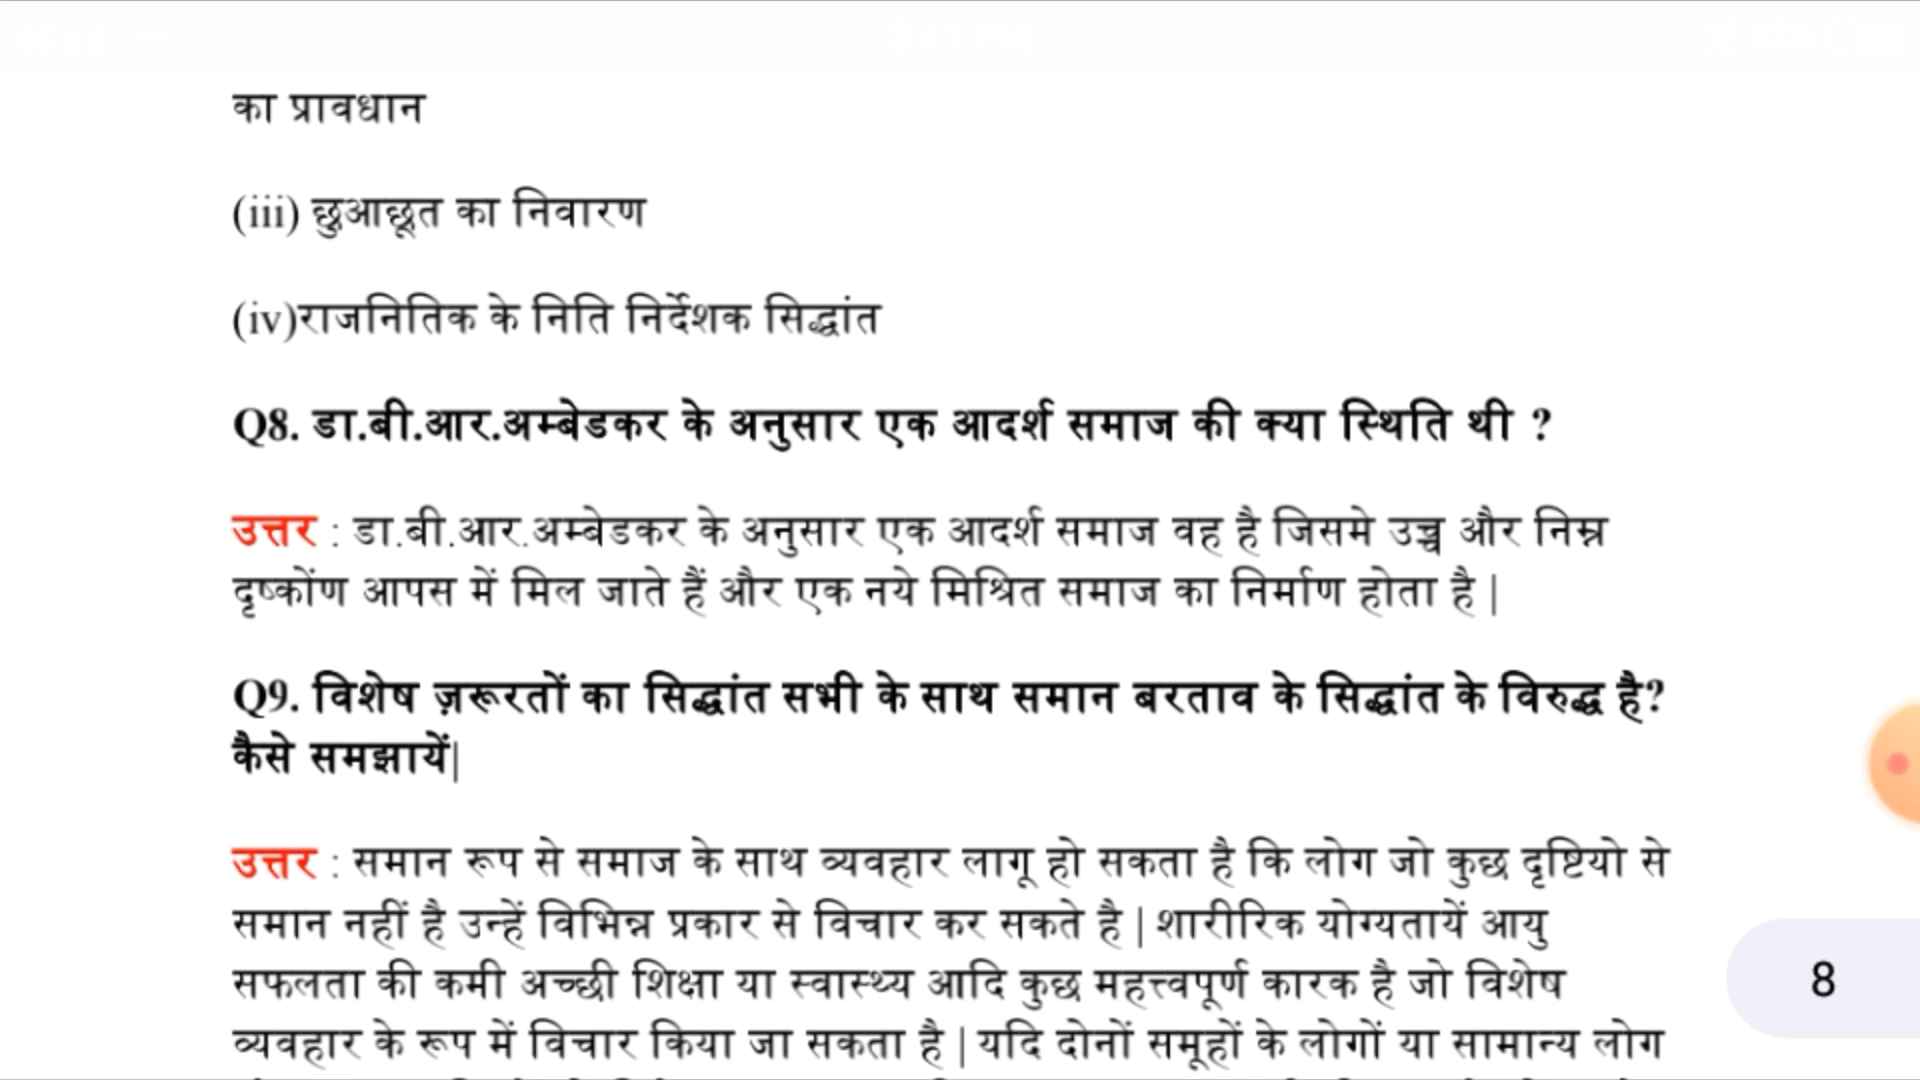 का प्रावधान
(iii) छुआछूत का निवारण
(iv)राजनितिक के निति निर्देशक सिद्धांत
Q8. डा.बी.आर.अम्बेडकर के अनुसार एक आदर्श समाज की क्या स्थिति थी ?
उत्तर : डा.बी.आर.अम्बेडकर के अनुसार एक आदर्श समाज वह है जिसमे उच्च और निम्न
दृष्कोंण आपस में मिल जाते हैं और एक नये मिश्रित समाज का निर्माण होता है |
Q9. विशेष ज़रूरतों का सिद्धांत सभी के साथ समान बरताव के सिद्धांत के विरुद्ध है?
कैसे समझायें|
उत्तर : समान रूप से समाज के साथ व्यवहार लागू हो सकता है कि लोग जो कुछ दृष्टियो से
समान नहीं है उन्हें विभिन्न प्रकार से विचार कर सकते है | शारीरिक योग्यतायें आयु
सफलता की कमी अच्छी शिक्षा या स्वास्थ्य आदि कुछ महत्त्वपूर्ण कारक है जो विशेष
8
व्यवहार के रूप में विचार किया जा सकता है | यदि दोनों समूहों के लोगों या सामान्य लोग